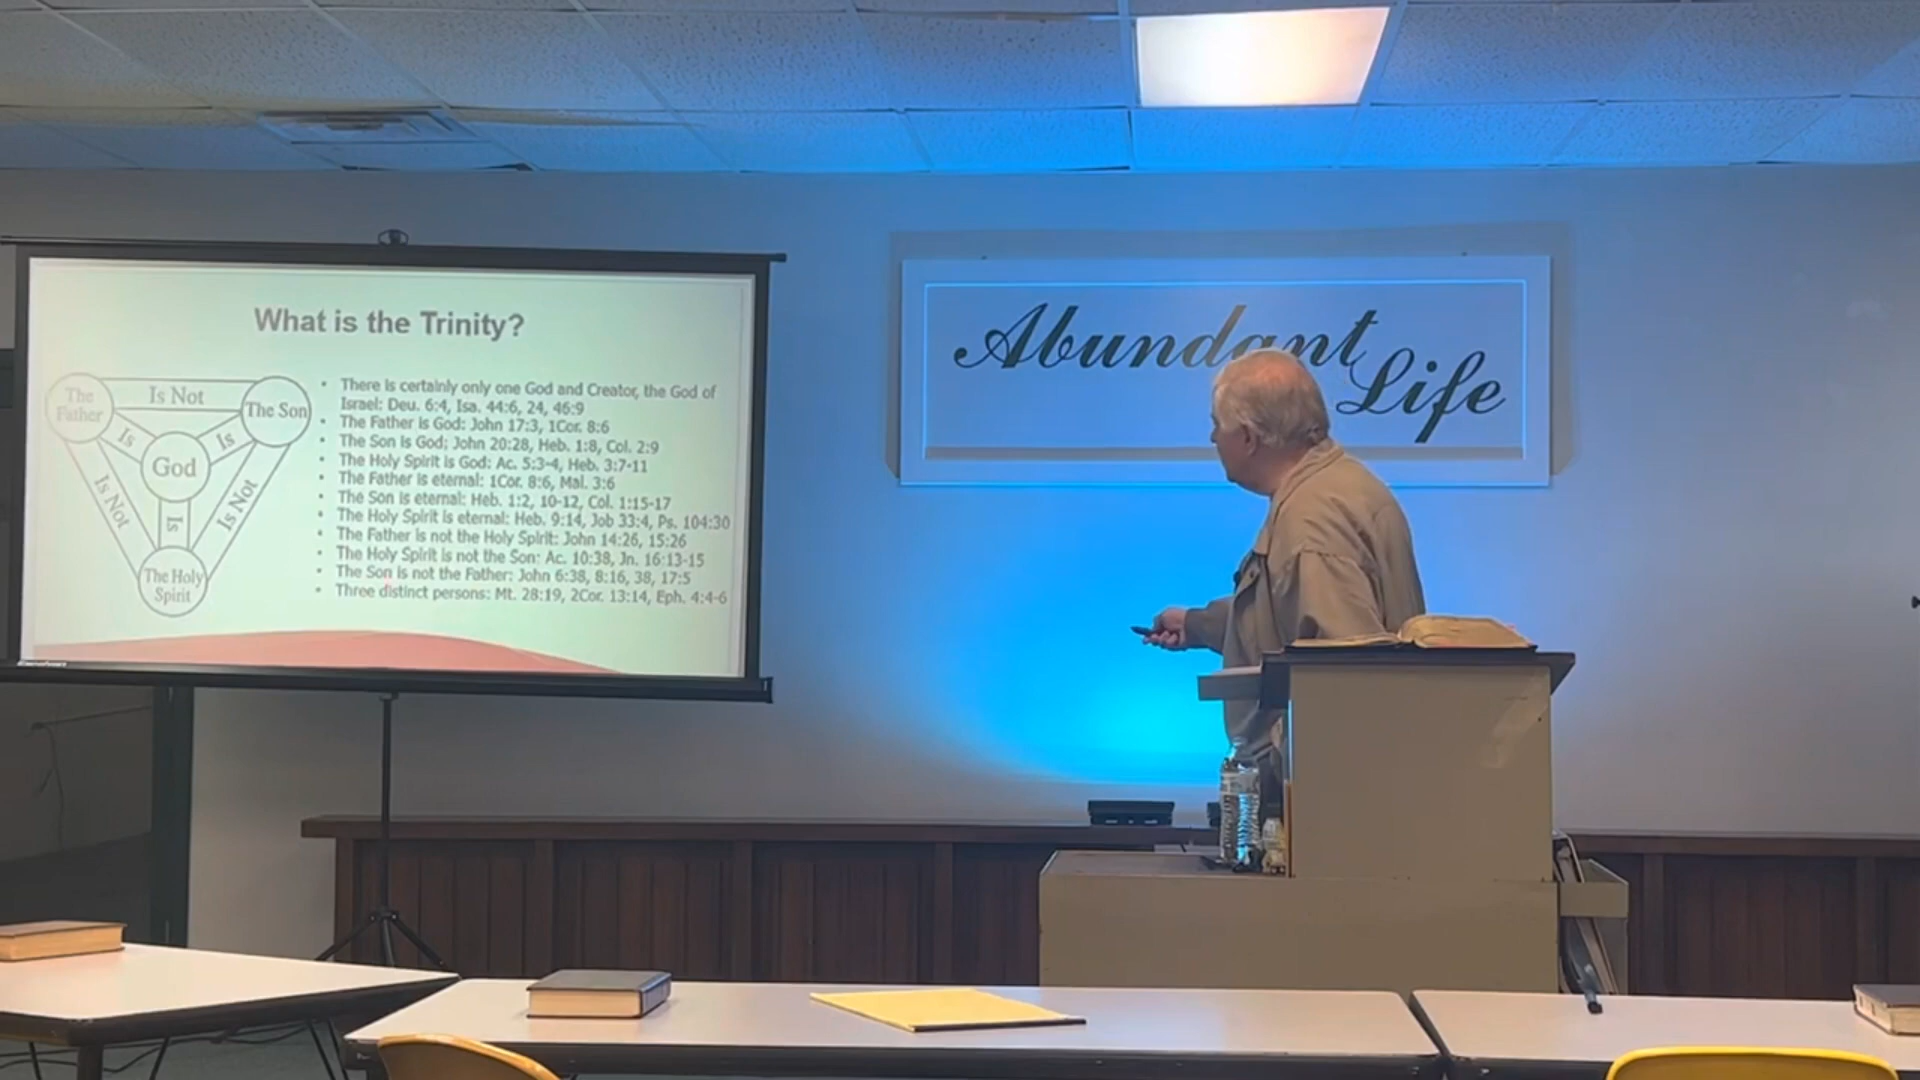 What is the Trinity?
The Father
Is Not
The Son
Is
Is
God
Is Not
Is
Is Not
The Holy Spirit
• There is certainly only one God and Creator, the God of
Israel: Deu. 6:4, Isa. 44:6, 24, 46:9
• The Father is God: John 17:3, 1Cor. 8:6
• The Son is God: John 20:28, Heb. 1:8, Col. 2:9
• The Holy Spirit is God: Ac. 5:3-4, Heb. 3:7-11
• The Father is eternal: 1Cor. 8:6, Mal. 3:6
• The Son is eternal: Heb. 1:2, 10-12, Col. 1:15-17
• The Holy Spirit is eternal: Heb. 9:14, Job 33:4, Ps. 104:30
• The Father is not the Holy Spirit: John 14:26, 15:26
• The Holy Spirit is not the Son: Ac. 10:38, Jn. 16:13-15
• The Son is not the Father: John 6:38, 8:16, 38, 17:5
• Three distinct persons: Mt. 28:19, 2Cor. 13:14, Eph. 4:4-6
Abundant
Life